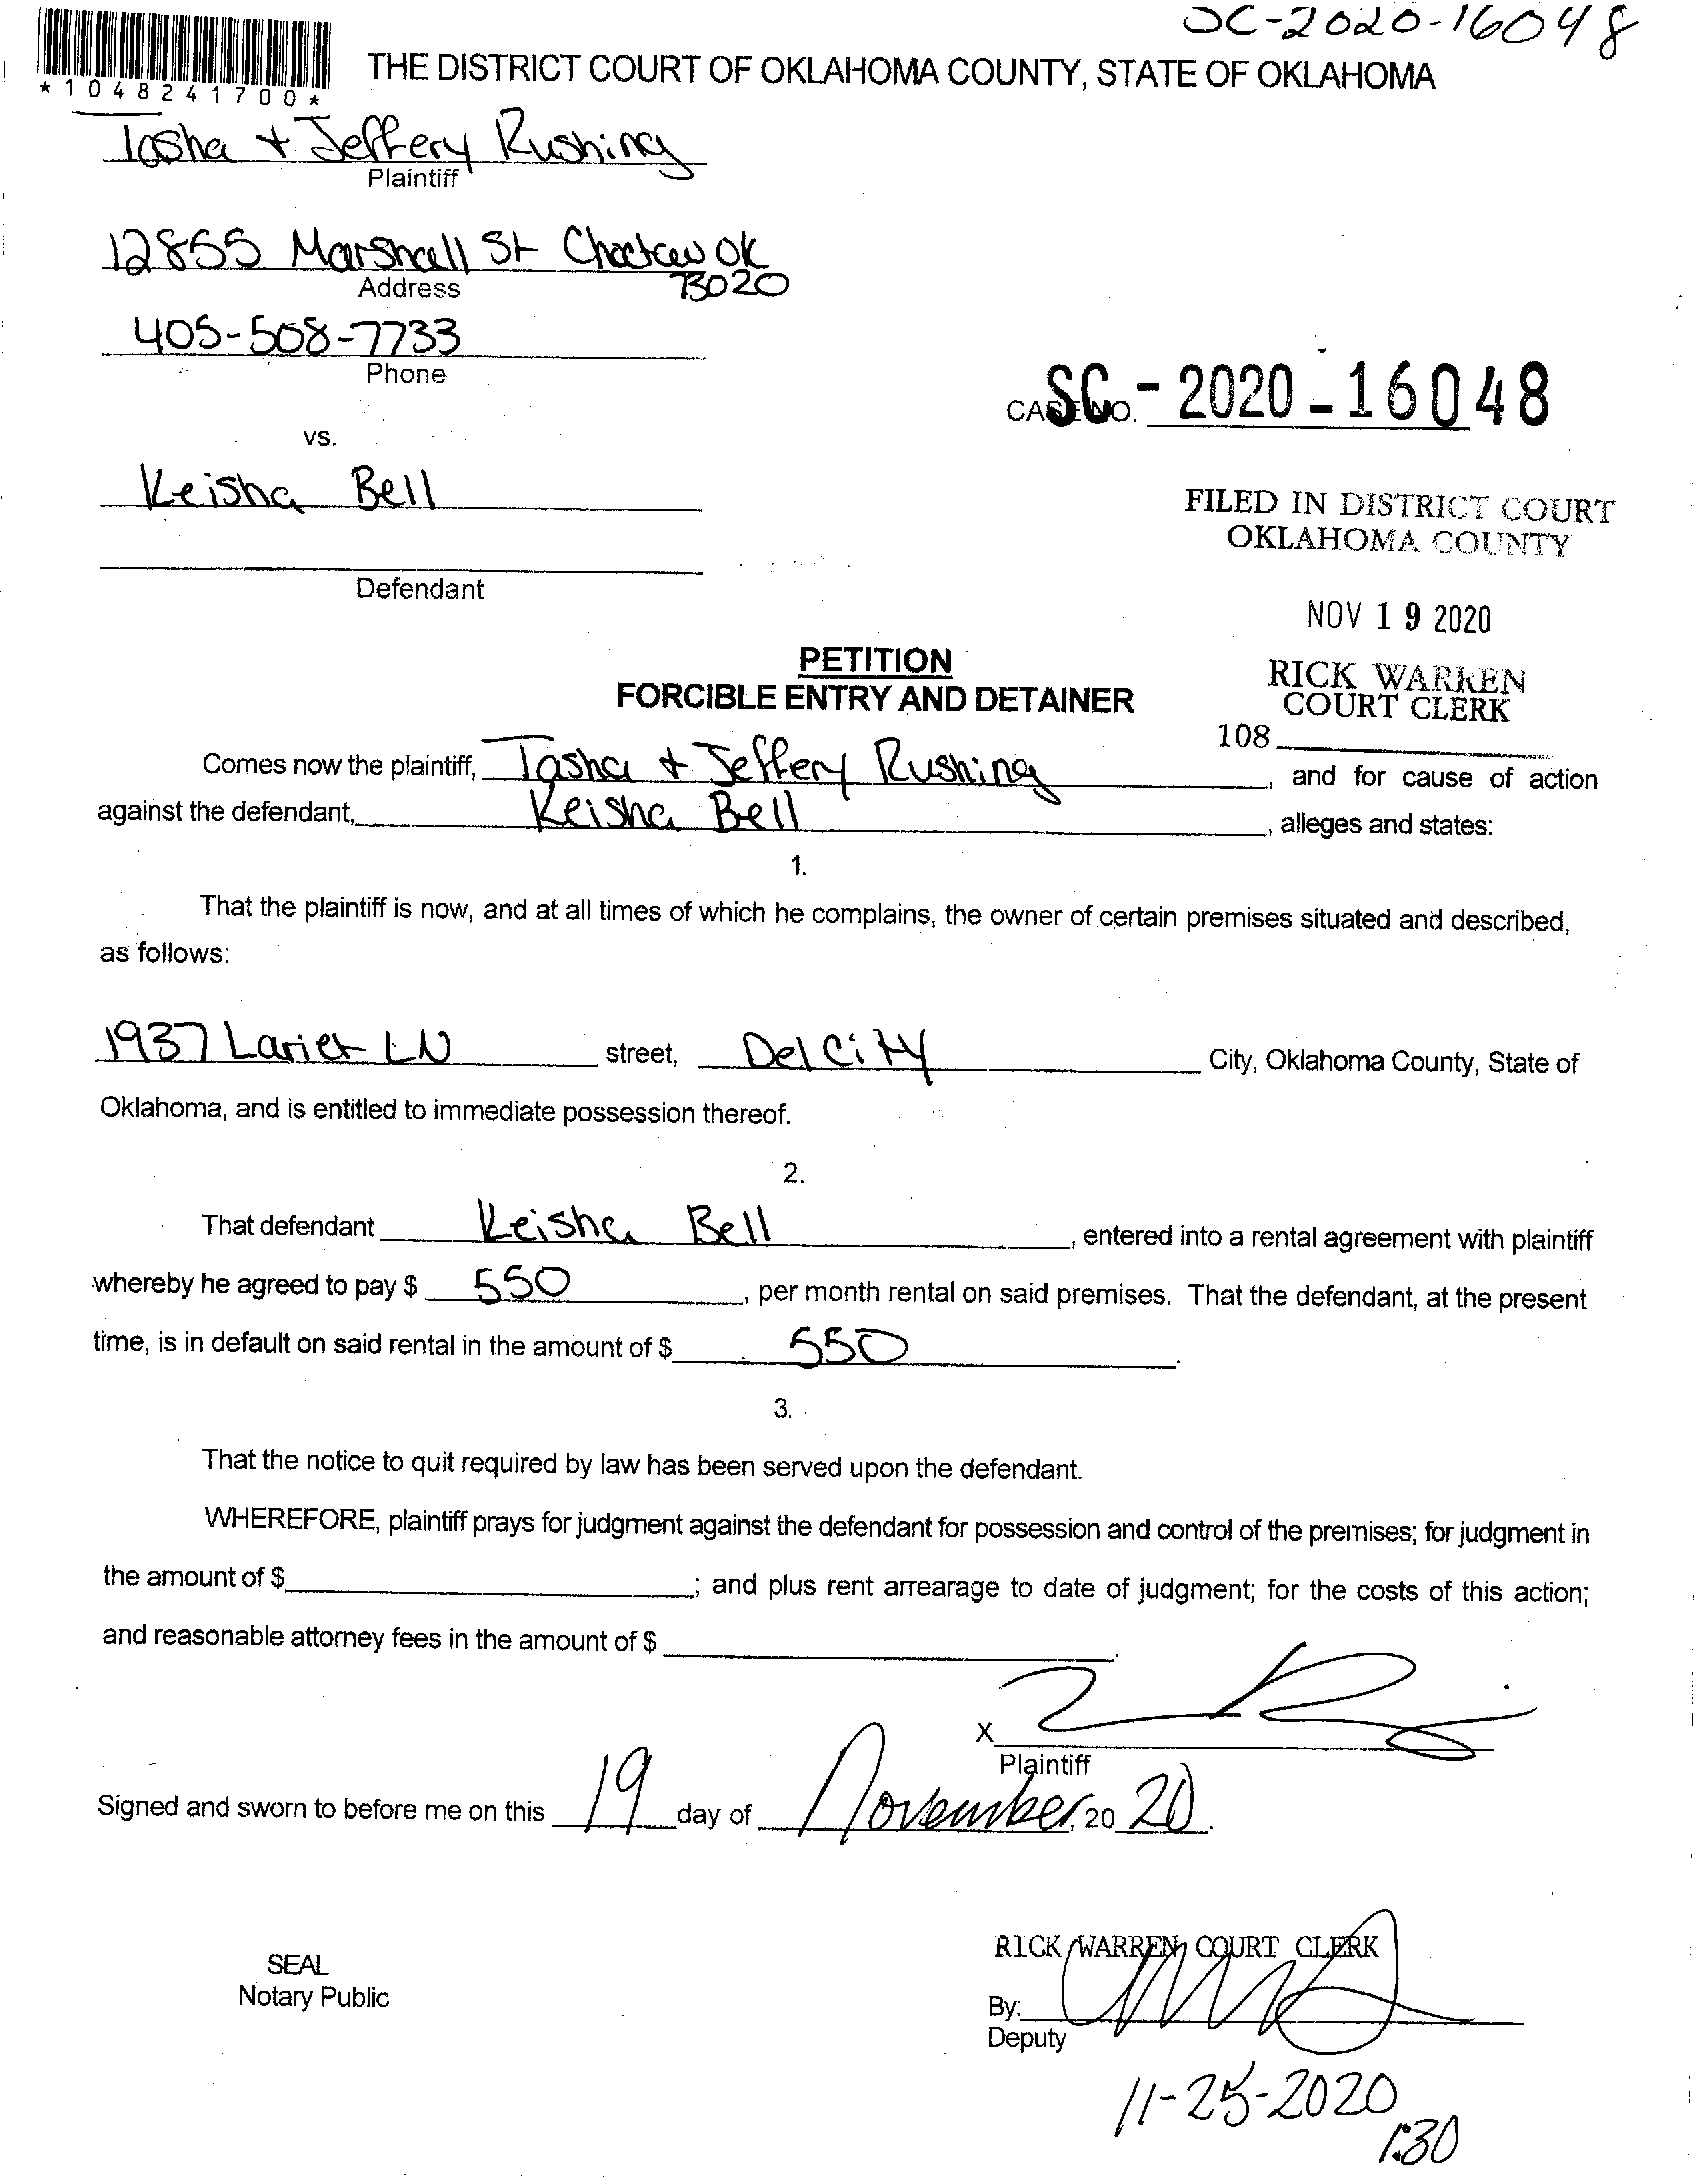 SC-2020-16048
*1048241700*
THE DISTRICT COURT OF OKLAHOMA COUNTY, STATE OF OKLAHOMA
Tasha + Jeffery Rushing
Plaintiff
12855 Marshall St Choctaw OK
73020
Address
405-508-7733
Phone
CASE NO. SC - 2020 - 16048
vs.
Keisha Bell
FILED IN DISTRICT COURT
OKLAHOMA COUNTY
Defendant
NOV 19 2020
PETITION
FORCIBLE ENTRY AND DETAINER
RICK WARREN
COURT CLERK
108
Comes now the plaintiff, Tasha + Jeffery Rushing, and for cause of action
against the defendant, Keisha Bell, alleges and states:
1.
That the plaintiff is now, and at all times of which he complains, the owner of certain premises situated and described,
as follows:
1937 Lariet LN street, Del City City, Oklahoma County, State of
Oklahoma, and is entitled to immediate possession thereof.
2.
That defendant Keisha Bell, entered into a rental agreement with plaintiff
whereby he agreed to pay $ 550, per month rental on said premises. That the defendant, at the present
time, is in default on said rental in the amount of $ 550.
3.
That the notice to quit required by law has been served upon the defendant.
WHEREFORE, plaintiff prays for judgment against the defendant for possession and control of the premises; for judgment in
the amount of $; and plus rent arrearage to date of judgment; for the costs of this action;
and reasonable attorney fees in the amount of $.
X
Plaintiff
Signed and sworn to before me on this 19 day of November, 20 20.
RICK WARREN, COURT CLERK
SEAL
Notary Public
By:
Deputy
11-25-2020
1:30